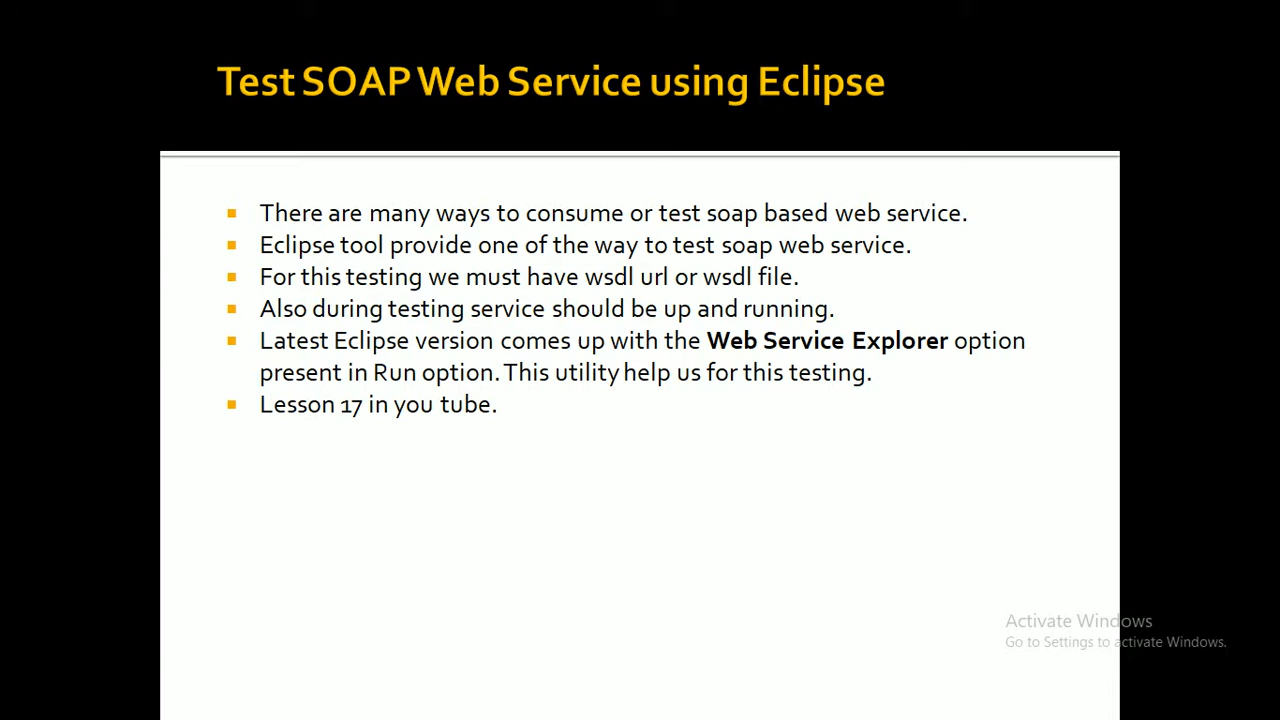 Test SOAP Web Service using Eclipse
There are many ways to consume or test soap based web service.
Eclipse tool provide one of the way to test soap web service.
For this testing we must have wsdl url or wsdl file.
Also during testing service should be up and running.
Latest Eclipse version comes up with the Web Service Explorer option
present in Run option. This utility help us for this testing.
Lesson 17 in you tube.
Activate Windows
Go to Settings to activate Windows.